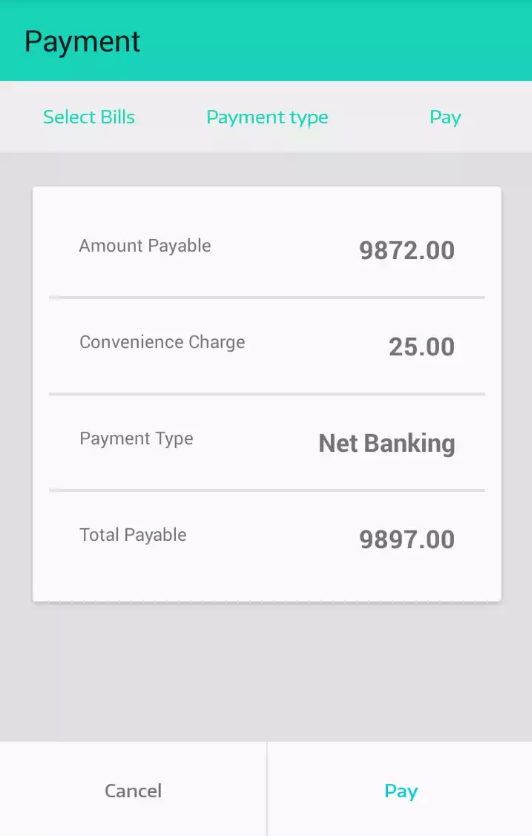 Payment
Select Bills Payment type Pay
Amount Payable 9872.00
Convenience Charge 25.00
Payment Type Net Banking
Total Payable 9897.00
Cancel Pay